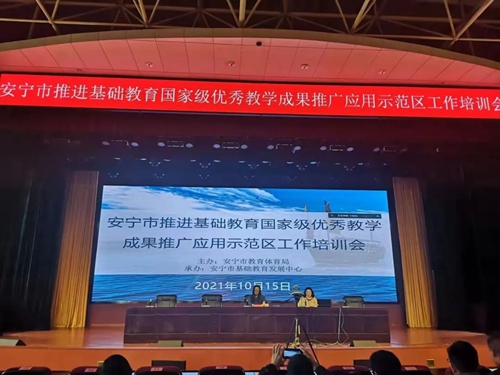 安宁市推进基础教育国家级优秀教学成果推广应用示范区工作培训会
安宁市推进基础教育国家级优秀教学
成果推广应用示范区工作培训会
主办：安宁市教育体育局
承办：安宁市基础教育发展中心
2021年10月15日